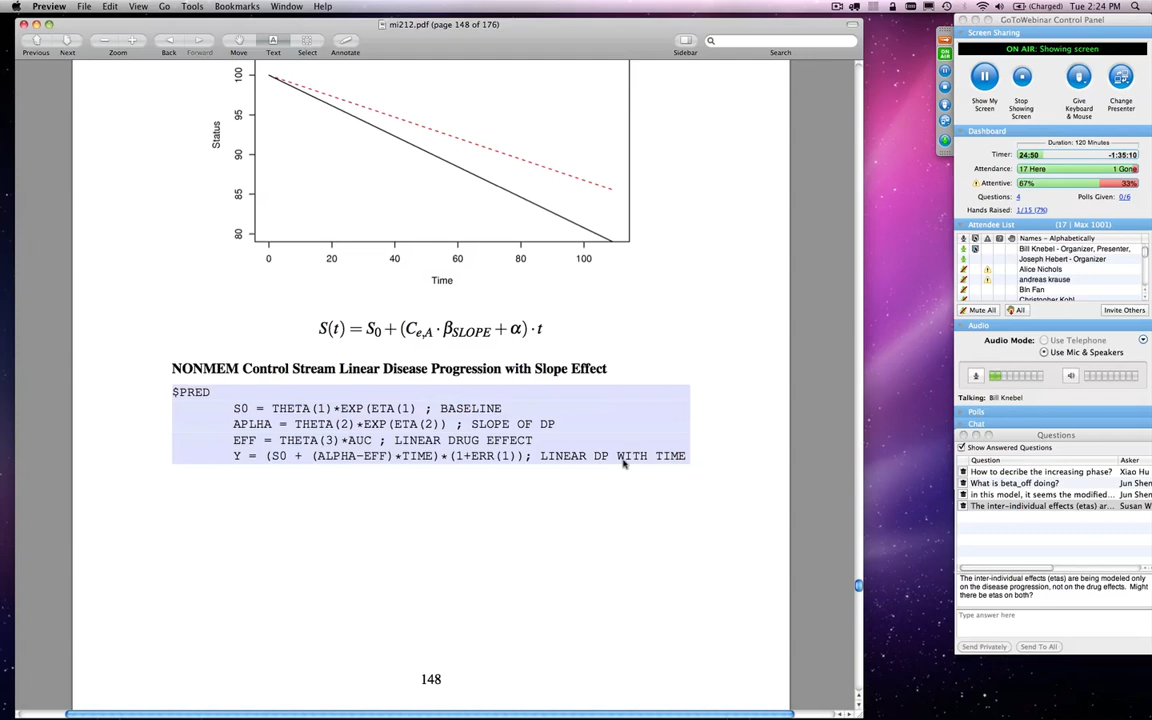 Preview File Edit View Go Tools Bookmarks Window Help (Charged) Tue 2:24 PM
mi212.pdf (page 148 of 176)
Previous Next Zoom Back Forward Move Text Select Annotate Sidebar Search
100
95
90
85
80
Status
0 20 40 60 80 100
Time
S(t) = S0 + (Ce,A · βSLOPE + α) · t
NONMEM Control Stream Linear Disease Progression with Slope Effect
$PRED
S0 = THETA(1)*EXP(ETA(1) ; BASELINE
APLHA = THETA(2)*EXP(ETA(2)) ; SLOPE OF DP
EFF = THETA(3)*AUC ; LINEAR DRUG EFFECT
Y = (S0 + (ALPHA-EFF)*TIME)*(1+ERR(1)); LINEAR DP WITH TIME
148
GoToWebinar Control Panel
Screen Sharing
ON AIR: Showing screen
Show My Screen
Stop Showing Screen
Give Keyboard & Mouse
Change Presenter
Dashboard
Duration: 120 Minutes
Timer: 24:50 -1:35:10
Attendance: 17 Here 1 Gone
Attentive: 67% 33%
Questions: 4 Polls Given: 0/6
Hands Raised: 1/15 (7%)
Attendee List (17 | Max 1001)
Names - Alphabetically
Bill Knebel - Organizer, Presenter,
Joseph Hebert - Organizer
Alice Nichols
andreas krause
BIn Fan
Christopher Kohl
Mute All All Invite Others
Audio
Audio Mode: Use Telephone
Use Mic & Speakers
Talking: Bill Knebel
Polls
Chat
Questions
Show Answered Questions
Question Asker
How to decribe the increasing phase? Xiao Hu
What is beta_off doing? Jun Shen
in this model, it seems the modified... Jun Shen
The inter-individual effects (etas) ar... Susan W
The inter-individual effects (etas) are being modeled only
on the disease progression, not on the drug effects. Might
there be etas on both?
Type answer here
Send Privately Send To All